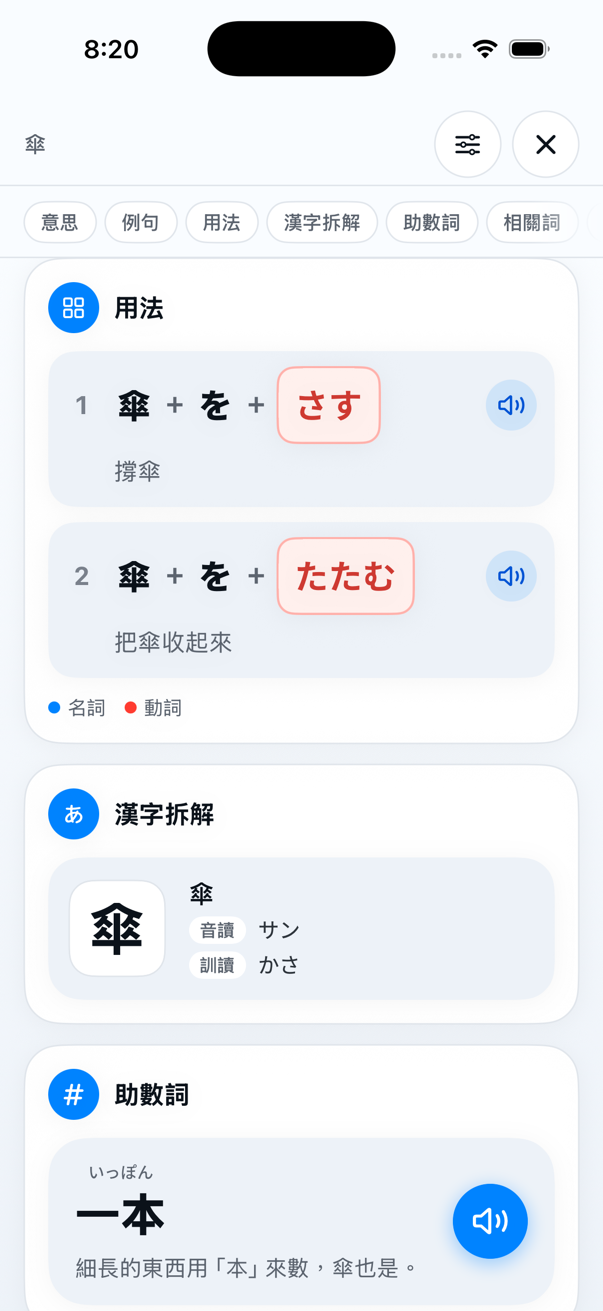 8:20
傘
意思 例句 用法 漢字拆解 助數詞 相關詞
用法
1 傘 + を + さす
撐傘
2 傘 + を + たたむ
把傘收起來
名詞 動詞
あ 漢字拆解
傘 傘
音讀 サン
訓讀 かさ
# 助數詞
いっぽん
一本
細長的東西用「本」來數，傘也是。